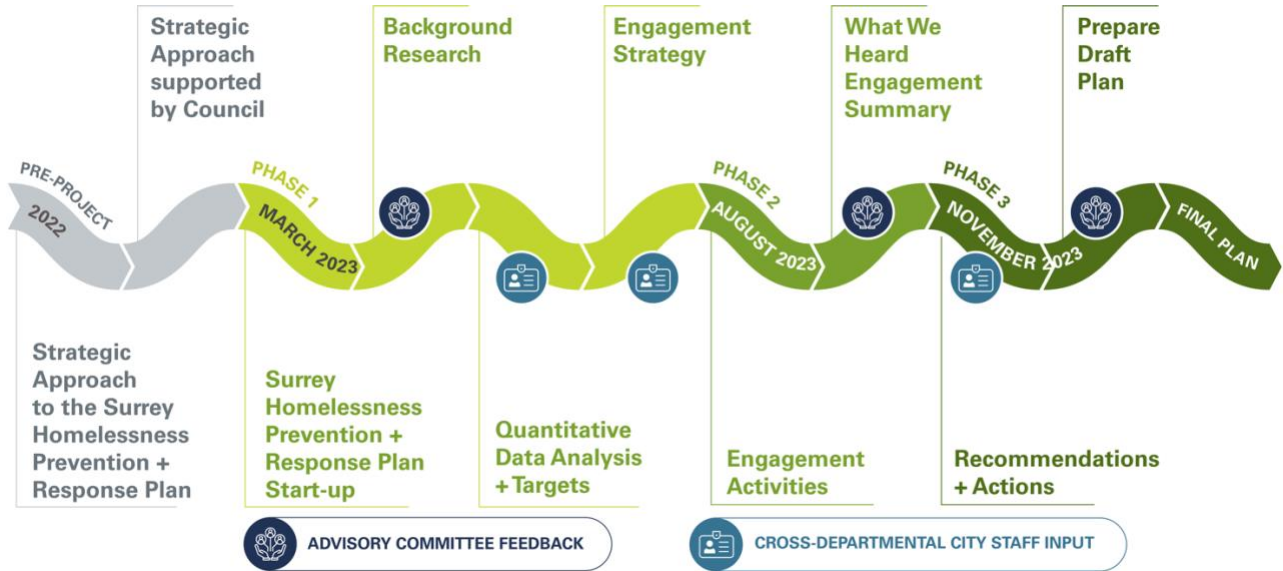 Strategic
Approach
supported
by Council
Background
Research
Engagement
Strategy
What We
Heard
Engagement
Summary
Prepare
Draft
Plan
PRE-PROJECT
2022
PHASE 1
MARCH 2023
PHASE 2
AUGUST 2023
PHASE 3
NOVEMBER 2023
FINAL PLAN
Strategic
Approach
to the Surrey
Homelessness
Prevention +
Response Plan
Surrey
Homelessness
Prevention +
Response Plan
Start-up
Quantitative
Data Analysis
+ Targets
Engagement
Activities
Recommendations
+ Actions
ADVISORY COMMITTEE FEEDBACK
CROSS-DEPARTMENTAL CITY STAFF INPUT